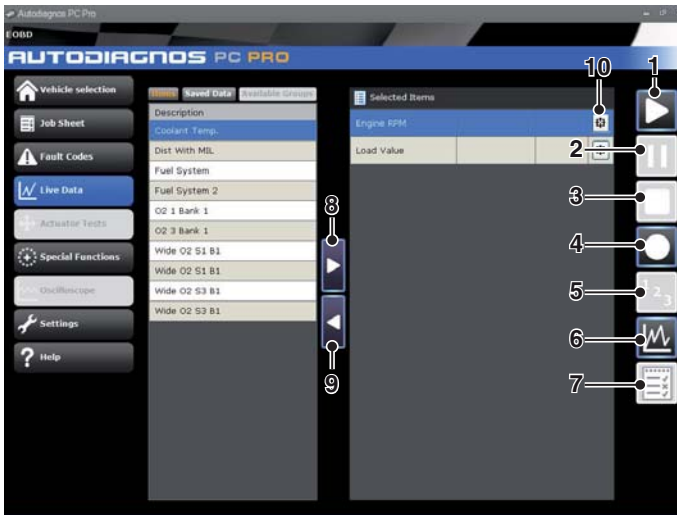 Autodiagnos PC Pro
EOBD
AUTODIAGNOS PC PRO
Vehicle selection
Job Sheet
Fault Codes
Live Data
Actuator Tests
Special Functions
Oscilloscope
Settings
Help
Items Saved Data Available Groups
Description
Coolant Temp.
Dist With MIL
Fuel System
Fuel System 2
O2 1 Bank 1
O2 3 Bank 1
Wide O2 S1 B1
Wide O2 S1 B1
Wide O2 S3 B1
Wide O2 S3 B1
8
9
Selected Items
Engine RPM
Load Value
10
1
2
3
4
5
1 2 3
6
7